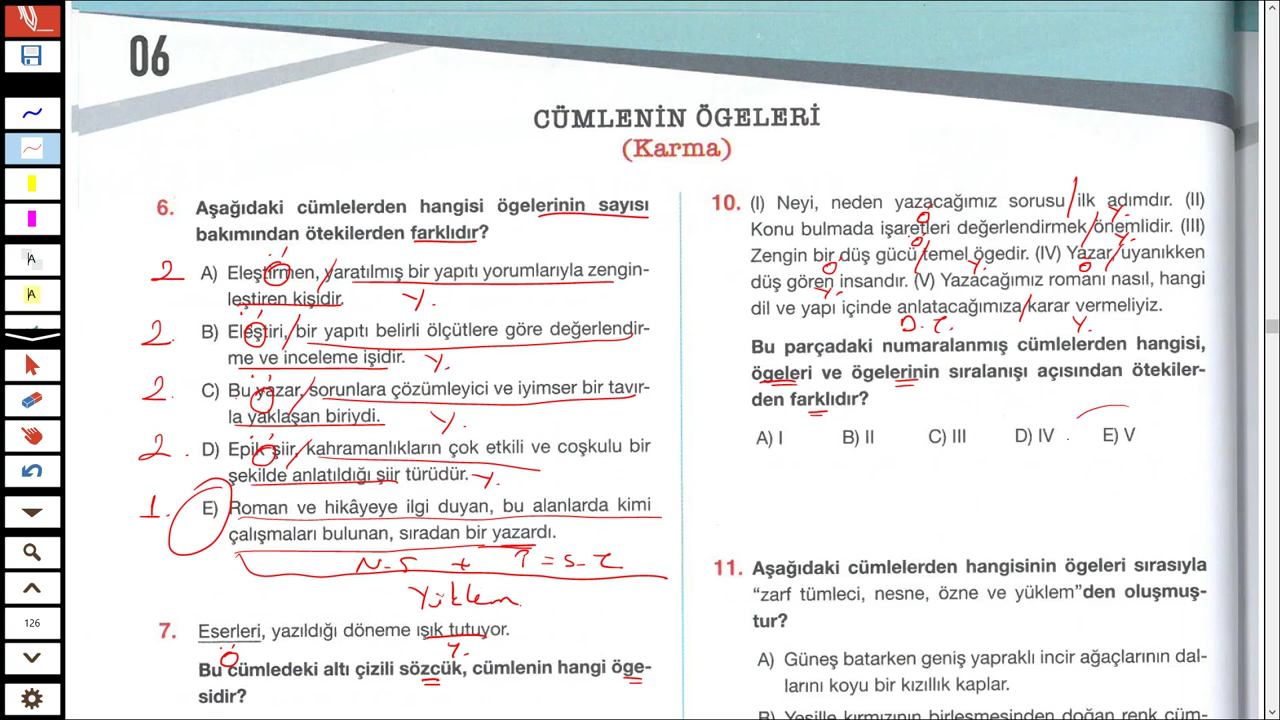 06
CÜMLENİN ÖGELERİ
(Karma)
6. Aşağıdaki cümlelerden hangisi ögelerinin sayısı
bakımından ötekilerden farklıdır?
2 A) Eleştirmen, yaratılmış bir yapıtı yorumlarıyla zengin-
leştiren kişidir.
Ö
Y.
2. B) Eleştiri, bir yapıtı belirli ölçütlere göre değerlendir-
me ve inceleme işidir.
Ö
Y.
2. C) Bu yazar, sorunlara çözümleyici ve iyimser bir tavır-
la yaklaşan biriydi.
Ö
Y.
2. D) Epik şiir, kahramanlıkların çok etkili ve coşkulu bir
şekilde anlatıldığı şiir türüdür.
Ö
Y.
1. E) Roman ve hikâyeye ilgi duyan, bu alanlarda kimi
çalışmaları bulunan, sıradan bir yazardı.
Yüklem
7. Eserleri, yazıldığı döneme ışık tutuyor.
Ö
Y.
Bu cümledeki altı çizili sözcük, cümlenin hangi öge-
sidir?
10. (I) Neyi, neden yazacağımız sorusu ilk adımdır. (II)
Ö Y.
Konu bulmada işaretleri değerlendirmek önemlidir. (III)
Ö Y.
Zengin bir düş gücü temel ögedir. (IV) Yazar, uyanıkken
Ö Y. Ö
düş gören insandır. (V) Yazacağımız romanı nasıl, hangi
Y.
dil ve yapı içinde anlatacağımıza karar vermeliyiz.
D.T. Y.
Bu parçadaki numaralanmış cümlelerden hangisi,
ögeleri ve ögelerinin sıralanışı açısından ötekiler-
den farklıdır?
A) I B) II C) III D) IV E) V
11. Aşağıdaki cümlelerden hangisinin ögeleri sırasıyla
“zarf tümleci, nesne, özne ve yüklem”den oluşmuş-
tur?
A) Güneş batarken geniş yapraklı incir ağaçlarının dal-
larını koyu bir kızıllık kaplar.
B) Yeşille kırmızının birleşmesinden doğan renk cüm-
126
A
A